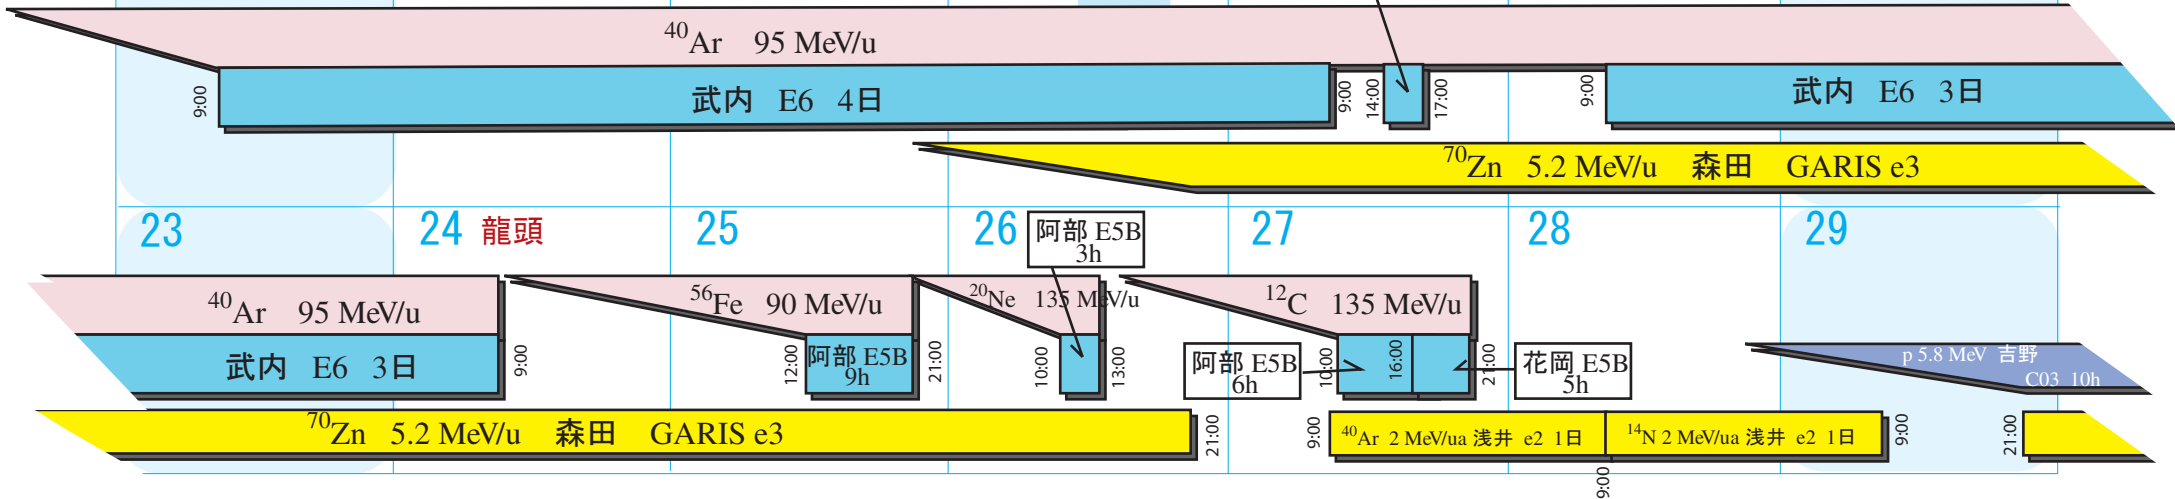 40Ar 95 MeV/u
9:00
武内 E6 4日
9:00
14:00
17:00
9:00
武内 E6 3日
70Zn 5.2 MeV/u 森田 GARIS e3
23
24 龍頭
25
26
27
28
29
阿部 E5B
3h
40Ar 95 MeV/u
56Fe 90 MeV/u
20Ne 135 MeV/u
12C 135 MeV/u
武内 E6 3日
9:00
12:00
阿部 E5B
9h
21:00
10:00
13:00
阿部 E5B
6h
10:00
16:00
21:00
花岡 E5B
5h
p 5.8 MeV 吉野
C03 10h
70Zn 5.2 MeV/u 森田 GARIS e3
21:00
9:00
40Ar 2 MeV/ua 浅井 e2 1日
9:00
14N 2 MeV/ua 浅井 e2 1日
9:00
21:00